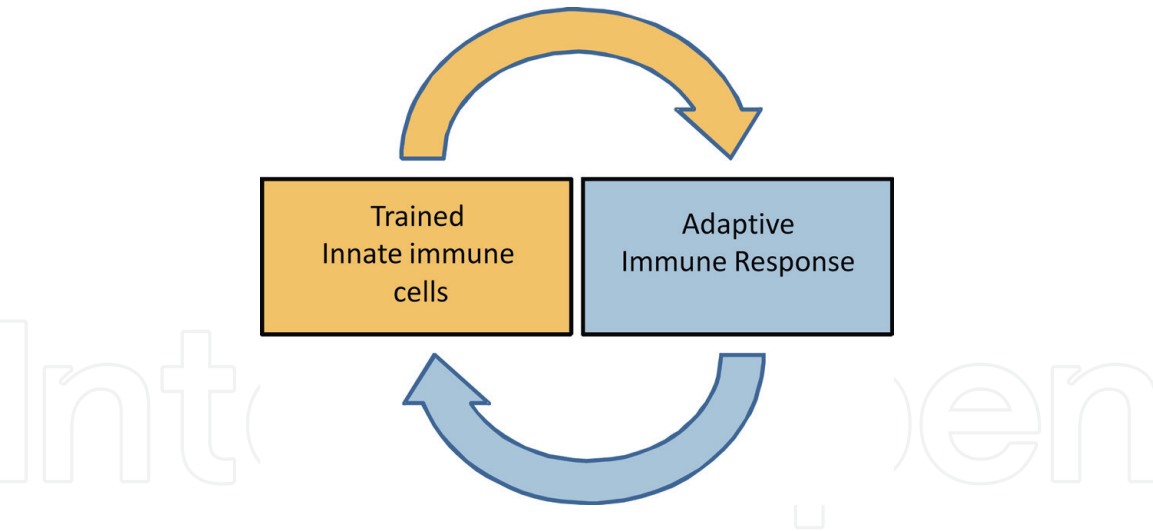 Trained
Innate immune
cells
Adaptive
Immune Response